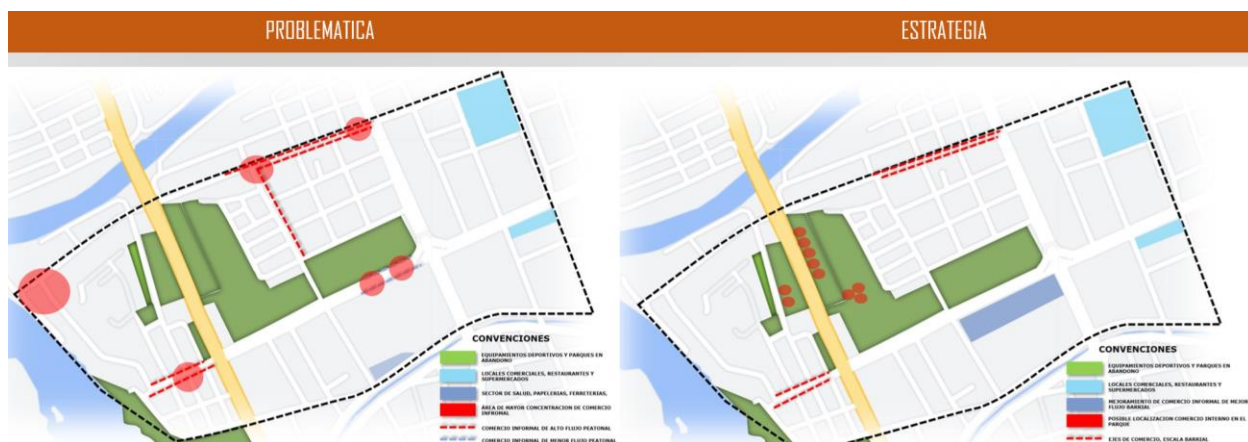 PROBLEMATICA
ESTRATEGIA
CONVENCIONES
EQUIPAMIENTOS DEPORTIVOS Y PARQUES EN
ABANDONO
LOCALES COMERCIALES, RESTAURANTES Y
SUPERMERCADOS
SECTOR DE SALUD, PAPELERIAS, FERRETERIAS,
ÁREA DE MAYOR CONCENTRACION DE COMERCIO
INFROMAL
COMERCIO INFORMAL DE ALTO FLUJO PEATONAL
COMERCIO INFORMAL DE MENOR FLUJO PEATONAL
CONVENCIONES
EQUIPAMIENTOS DEPORTIVOS Y PARQUES EN
ABANDONO
LOCALES COMERCIALES, RESTAURANTES Y
SUPERMERCADOS
MEJORAMIENTO DE COMERCIO INFORMAL DE MEJOR
FLUJO BARRIAL
POSIBLE LOCALIZACION COMERCIO INTERNO EN EL
PARQUE
EJES DE COMERCIO, ESCALA BARRIAL